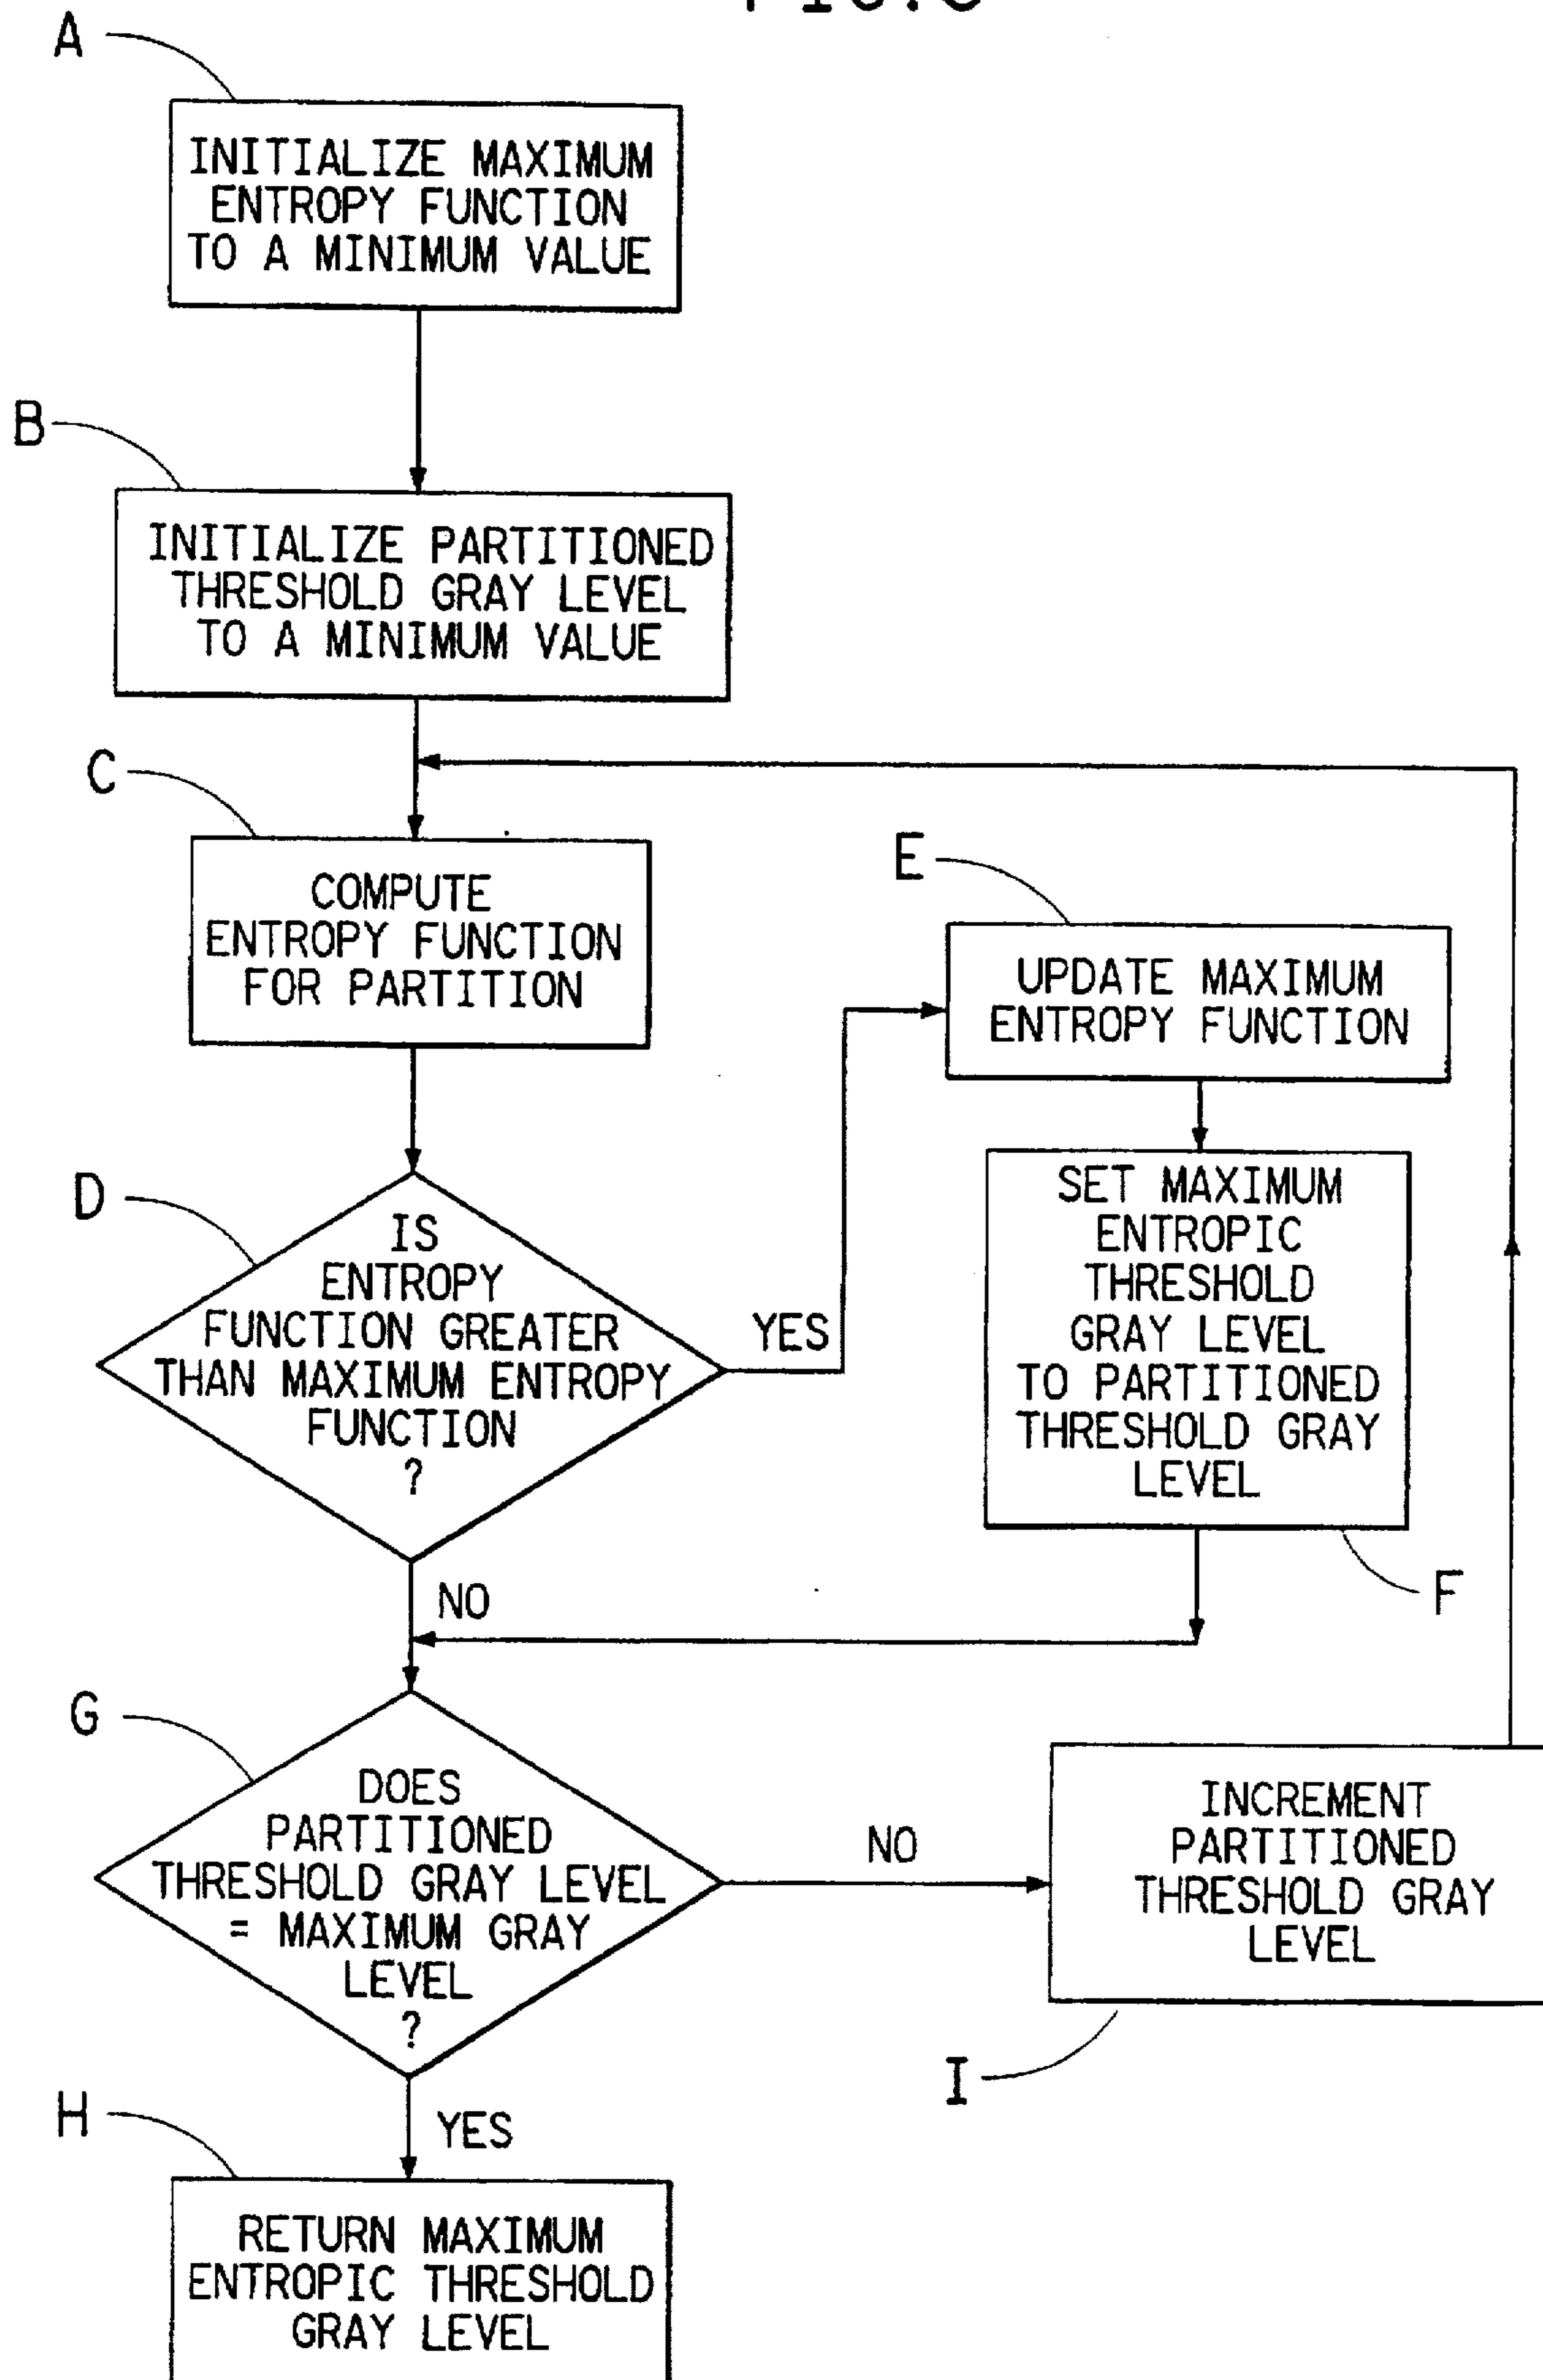 A
INITIALIZE MAXIMUM
ENTROPY FUNCTION
TO A MINIMUM VALUE
B
INITIALIZE PARTITIONED
THRESHOLD GRAY LEVEL
TO A MINIMUM VALUE
C
COMPUTE
ENTROPY FUNCTION
FOR PARTITION
D
IS
ENTROPY
FUNCTION GREATER
THAN MAXIMUM ENTROPY
FUNCTION
?
YES
E
UPDATE MAXIMUM
ENTROPY FUNCTION
SET MAXIMUM
ENTROPIC
THRESHOLD
GRAY LEVEL
TO PARTITIONED
THRESHOLD GRAY
LEVEL
F
NO
G
DOES
PARTITIONED
THRESHOLD GRAY LEVEL
= MAXIMUM GRAY
LEVEL
?
NO
INCREMENT
PARTITIONED
THRESHOLD GRAY
LEVEL
I
YES
H
RETURN MAXIMUM
ENTROPIC THRESHOLD
GRAY LEVEL